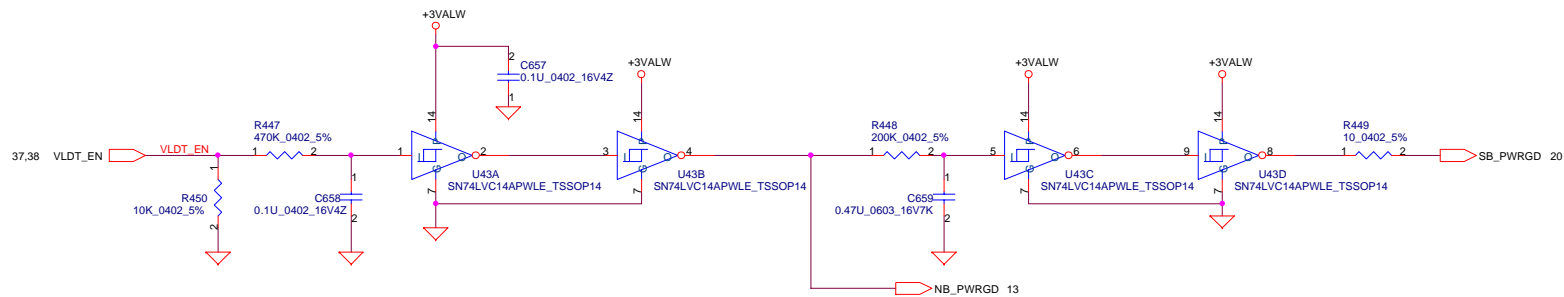 +3VALW
2
C657
0.1U_0402_16V4Z
1
+3VALW
+3VALW
+3VALW
14
14
14
14
R447
470K_0402_5%
R448
200K_0402_5%
R449
10_0402_5%
37,38 VLDT_EN
VLDT_EN
1
2
1
P
I
O
G
2
3
P
I
O
G
4
1
2
5
P
I
O
G
6
9
P
I
O
G
8
1
2
SB_PWRGD 20
7
U43A
SN74LVC14APWLE_TSSOP14
7
U43B
SN74LVC14APWLE_TSSOP14
7
U43C
SN74LVC14APWLE_TSSOP14
7
U43D
SN74LVC14APWLE_TSSOP14
1
R450
10K_0402_5%
2
1
C658
0.1U_0402_16V4Z
2
1
C659
0.47U_0603_16V7K
2
NB_PWRGD 13